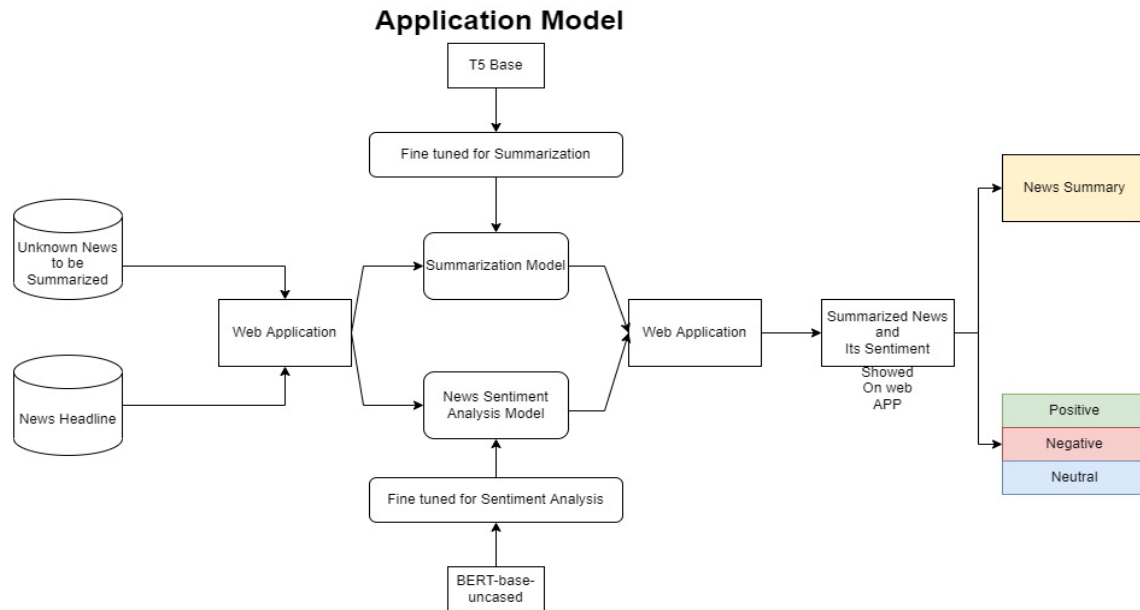 Application Model
T5 Base
Fine tuned for Summarization
Unknown News
to be
Summarized
News Headline
Web Application
Summarization Model
News Sentiment
Analysis Model
Fine tuned for Sentiment Analysis
BERT-base-
uncased
Web Application
Summarized News
and
Its Sentiment
Showed
On web
APP
News Summary
Positive
Negative
Neutral